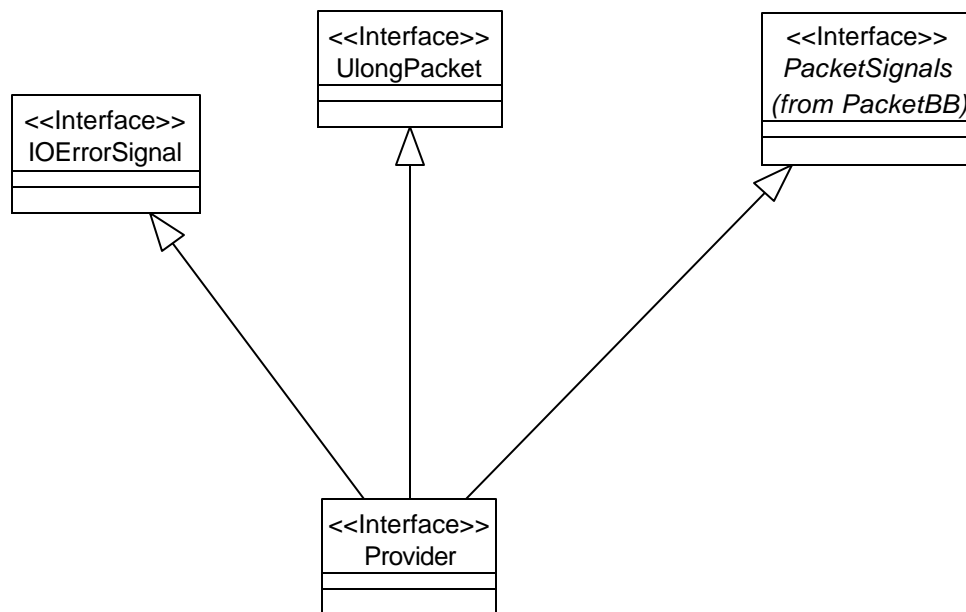 <<Interface>>
UlongPacket
<<Interface>>
PacketSignals
(from PacketBB)
<<Interface>>
IOErrorSignal
<<Interface>>
Provider